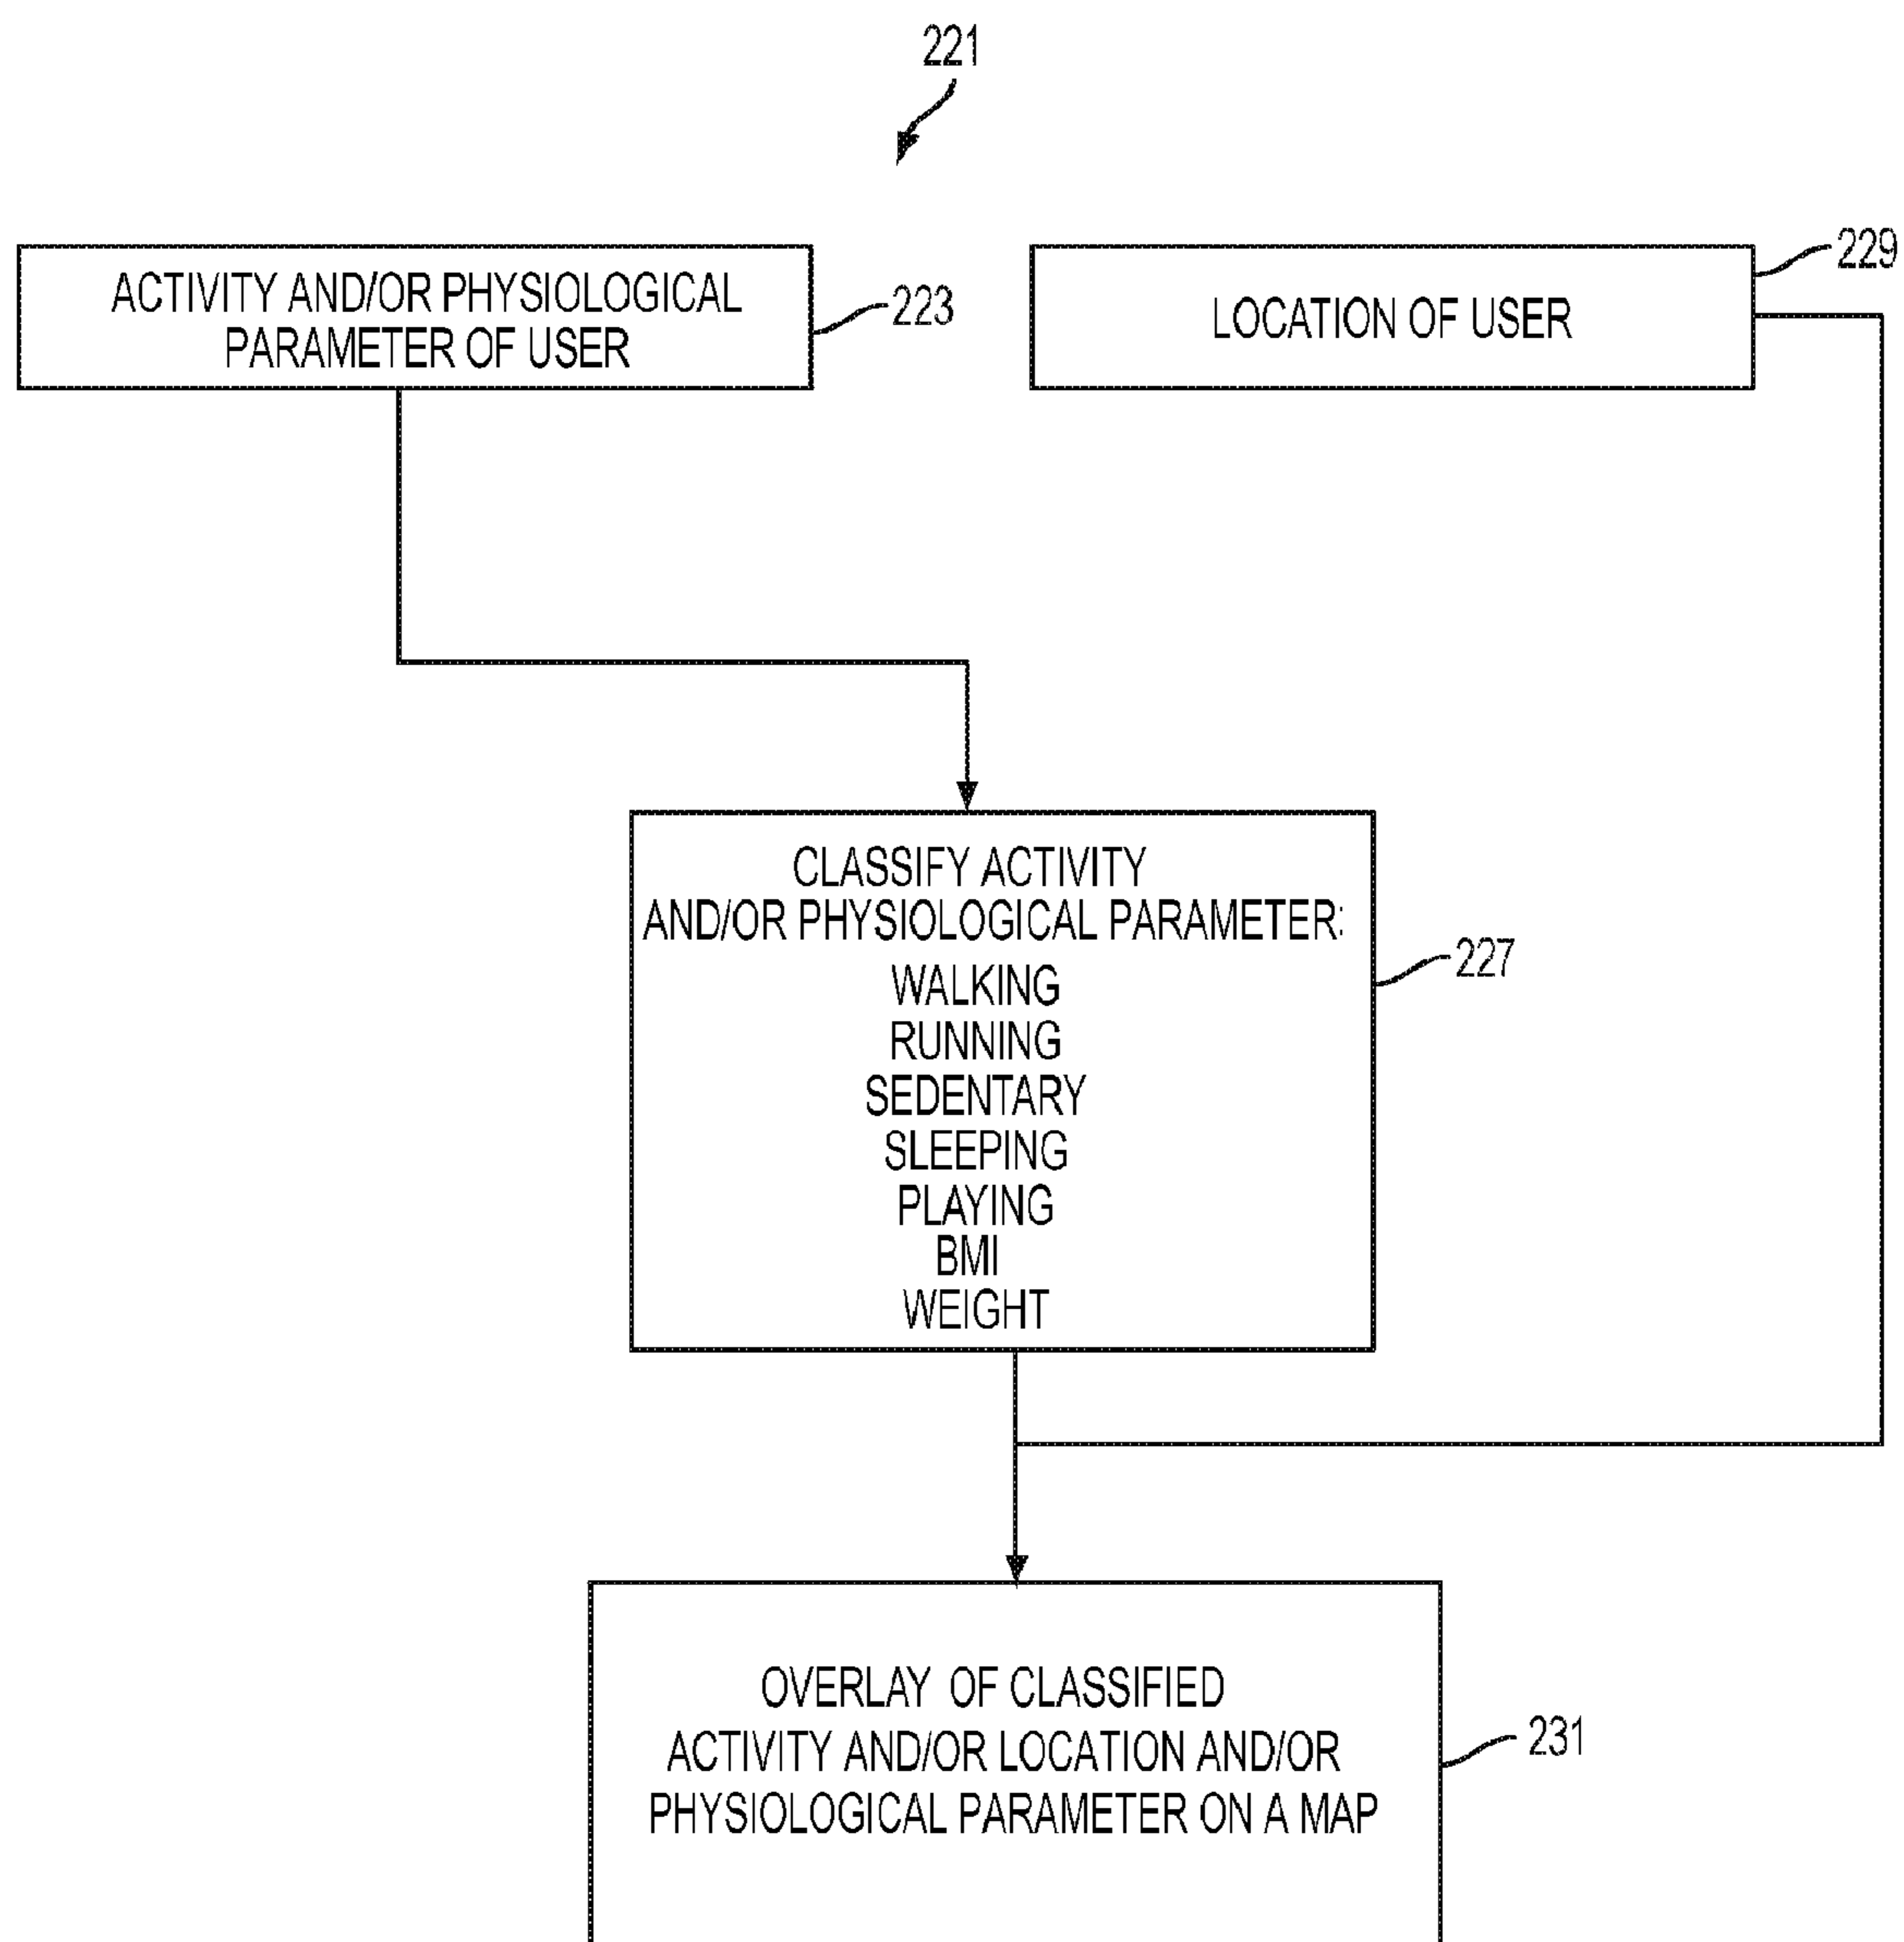 221
ACTIVITY AND/OR PHYSIOLOGICAL
PARAMETER OF USER
223
LOCATION OF USER
229
CLASSIFY ACTIVITY
AND/OR PHYSIOLOGICAL PARAMETER:
WALKING
RUNNING
SEDENTARY
SLEEPING
PLAYING
BMI
WEIGHT
227
OVERLAY OF CLASSIFIED
ACTIVITY AND/OR LOCATION AND/OR
PHYSIOLOGICAL PARAMETER ON A MAP
231